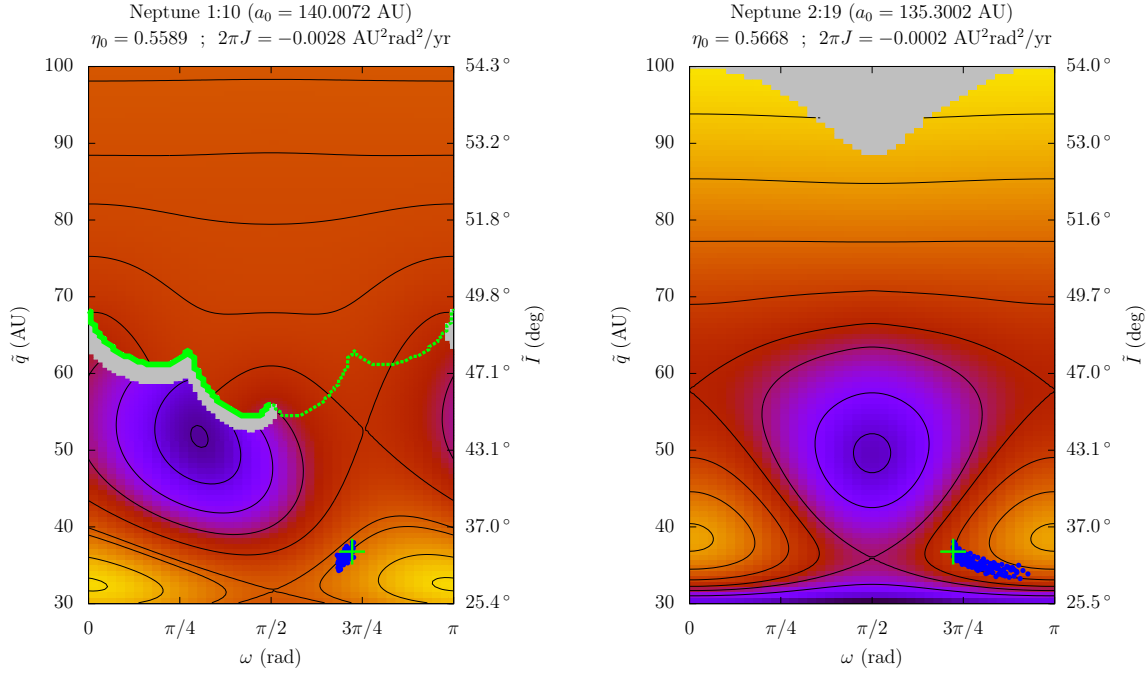 Neptune 1:10 (a₀ = 140.0072 AU)
η₀ = 0.5589 ; 2πJ = −0.0028 AU²rad²/yr
100
90
80
70
60
50
40
30
q̃ (AU)
54.3°
53.2°
51.8°
49.8°
47.1°
43.1°
37.0°
25.4°
Ĩ (deg)
0
π/4
π/2
3π/4
π
ω (rad)
Neptune 2:19 (a₀ = 135.3002 AU)
η₀ = 0.5668 ; 2πJ = −0.0002 AU²rad²/yr
100
90
80
70
60
50
40
30
q̃ (AU)
54.0°
53.0°
51.6°
49.7°
47.0°
43.1°
37.0°
25.5°
Ĩ (deg)
0
π/4
π/2
3π/4
π
ω (rad)